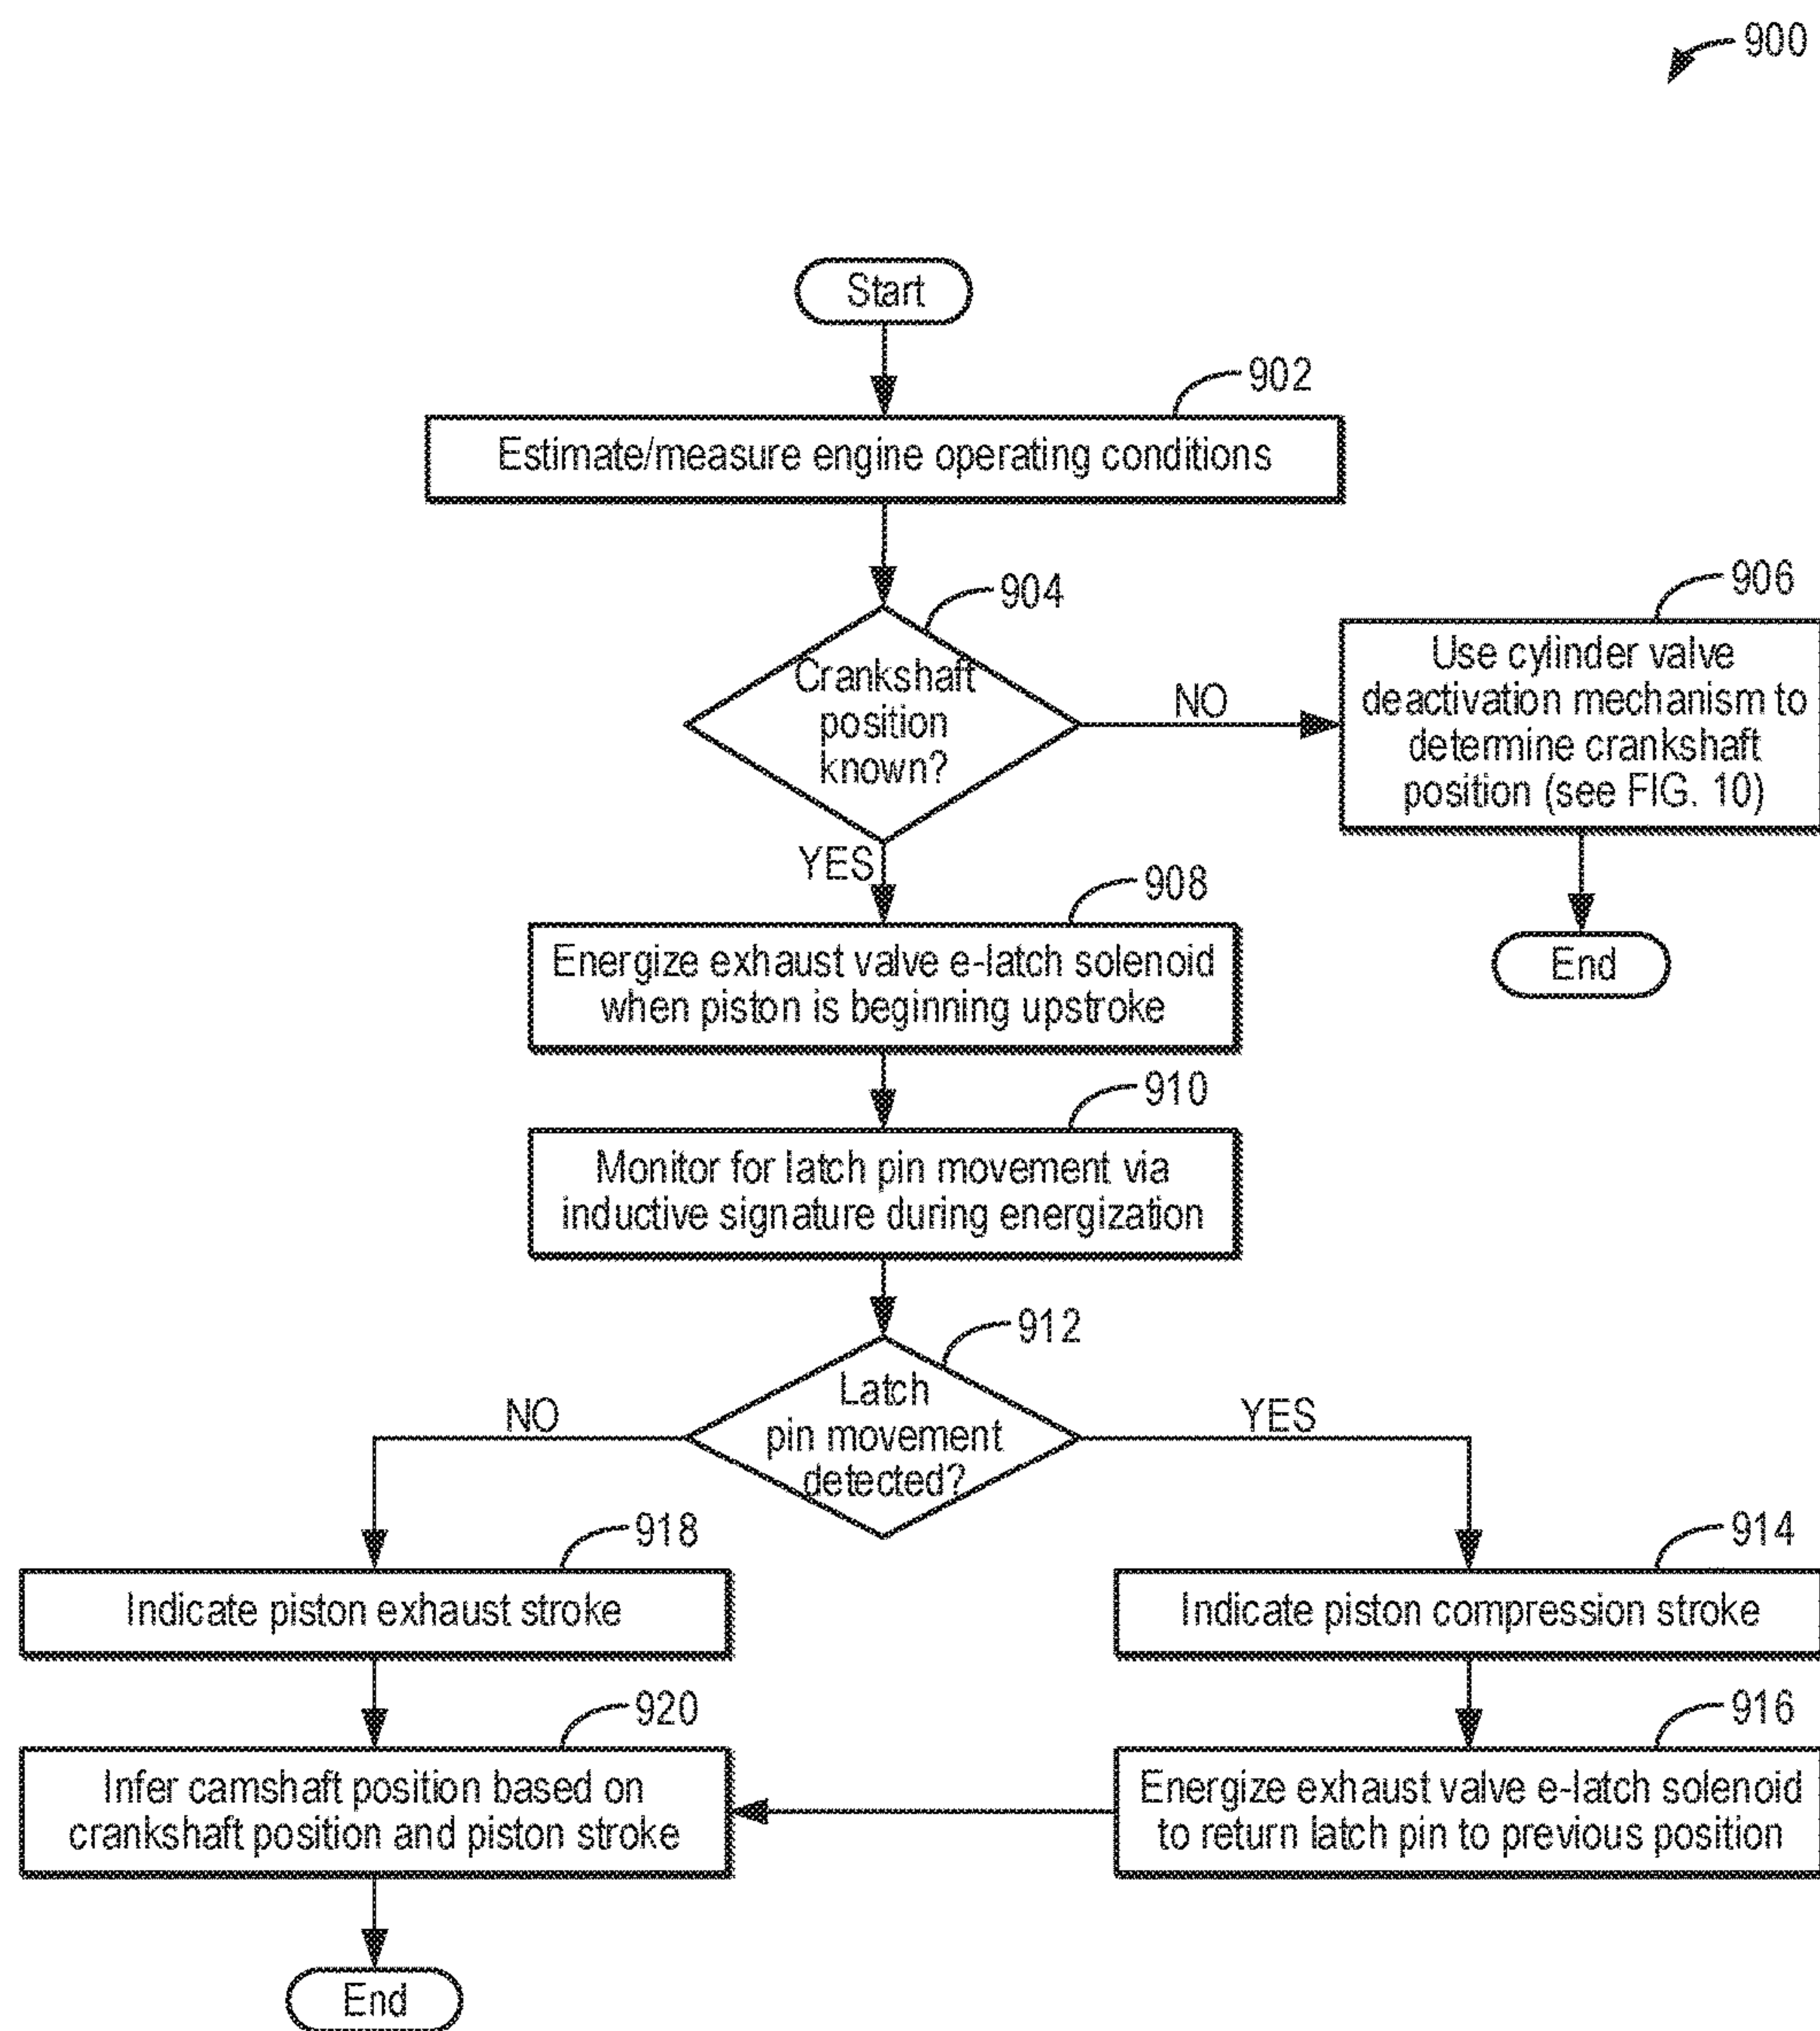 900
Start
902
Estimate/measure engine operating conditions
904
Crankshaft
position
known?
NO
906
Use cylinder valve
deactivation mechanism to
determine crankshaft
position (see FIG. 10)
End
YES
908
Energize exhaust valve e-latch solenoid
when piston is beginning upstroke
910
Monitor for latch pin movement via
inductive signature during energization
912
Latch
pin movement
detected?
NO
YES
918
Indicate piston exhaust stroke
914
Indicate piston compression stroke
920
Infer camshaft position based on
crankshaft position and piston stroke
916
Energize exhaust valve e-latch solenoid
to return latch pin to previous position
End